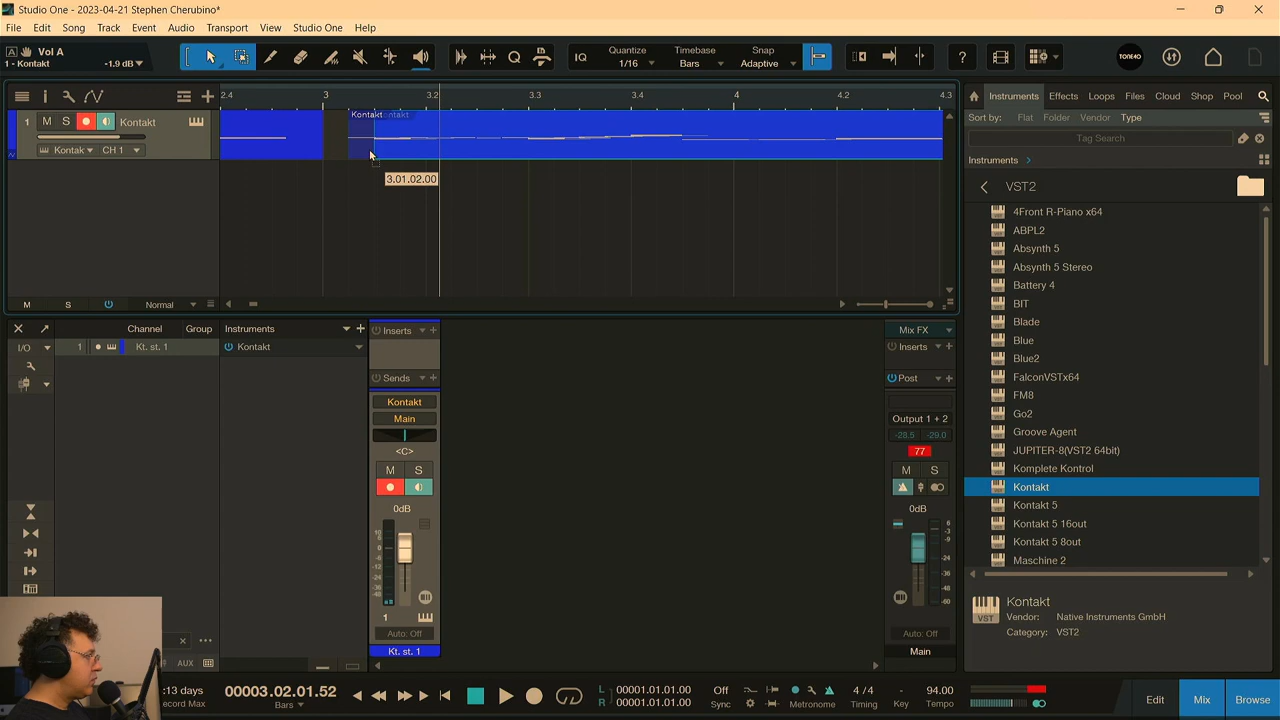 Studio One - 2023-04-21 Stephen Cherubino*
File Edit Song Track Event Audio Transport View Studio One Help
Vol A
1 - Kontakt -1.9 dB
IQ Quantize 1/16 Timebase Bars Snap Adaptive ?
2.4 3 3.2 3.3 3.4 4 4.2 4.3
1 M S Kontakt
Kontak CH 1
Kontakt
3.01.02.00
M S Normal
Channel Group Instruments
I/O 1 Kt. st. 1 Kontakt
Inserts
Sends
Kontakt
Main
<C>
M S
0dB
1
Auto: Off
Kt. st. 1
Mix FX
Inserts
Post
Output 1 + 2
-28.5 -29.0
77
M S
0dB
Auto: Off
Main
AUX
Instruments Effects Loops Files Cloud Shop Pool
Sort by: Flat Folder Vendor Type
Tag Search
Instruments
VST2
4Front R-Piano x64
ABPL2
Absynth 5
Absynth 5 Stereo
Battery 4
BIT
Blade
Blue
Blue2
FalconVSTx64
FM8
Go2
Groove Agent
JUPITER-8(VST2 64bit)
Komplete Kontrol
Kontakt
Kontakt 5
Kontakt 5 16out
Kontakt 5 8out
Maschine 2
Kontakt
Vendor: Native Instruments GmbH
Category: VST2
VST
:13 days
Record Max
00003.02.01.52
Bars
L 00001.01.01.00
R 00001.01.01.00
Off
Sync
Metronome
4 / 4
Timing
-
Key
94.00
Tempo
Edit Mix Browse